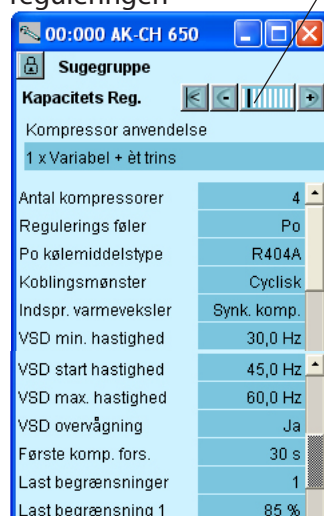 reguleringen
00:000 AK-CH 650
Sugegruppe
Kapacitets Reg.
Kompressor anvendelse
1 x Variabel + èt trins
Antal kompressorer 4
Regulerings føler Po
Po kølemiddelstype R404A
Koblingsmønster Cyclisk
Indspr. varmeveksler Synk. komp.
VSD min. hastighed 30,0 Hz
VSD start hastighed 45,0 Hz
VSD max. hastighed 60,0 Hz
VSD overvågning Ja
Første komp. fors. 30 s
Last begrænsninger 1
Last begrænsning 1 85 %